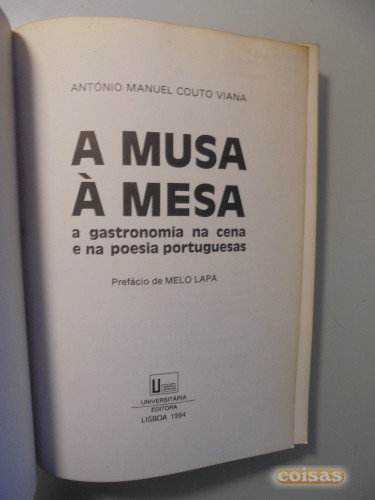 ANTÓNIO MANUEL COUTO VIANA
A MUSA
À MESA
a gastronomia na cena
e na poesia portuguesas
Prefácio de MELO LAPA
U
UNIVERSITÁRIA
EDITORA
LISBOA 1994
coisas